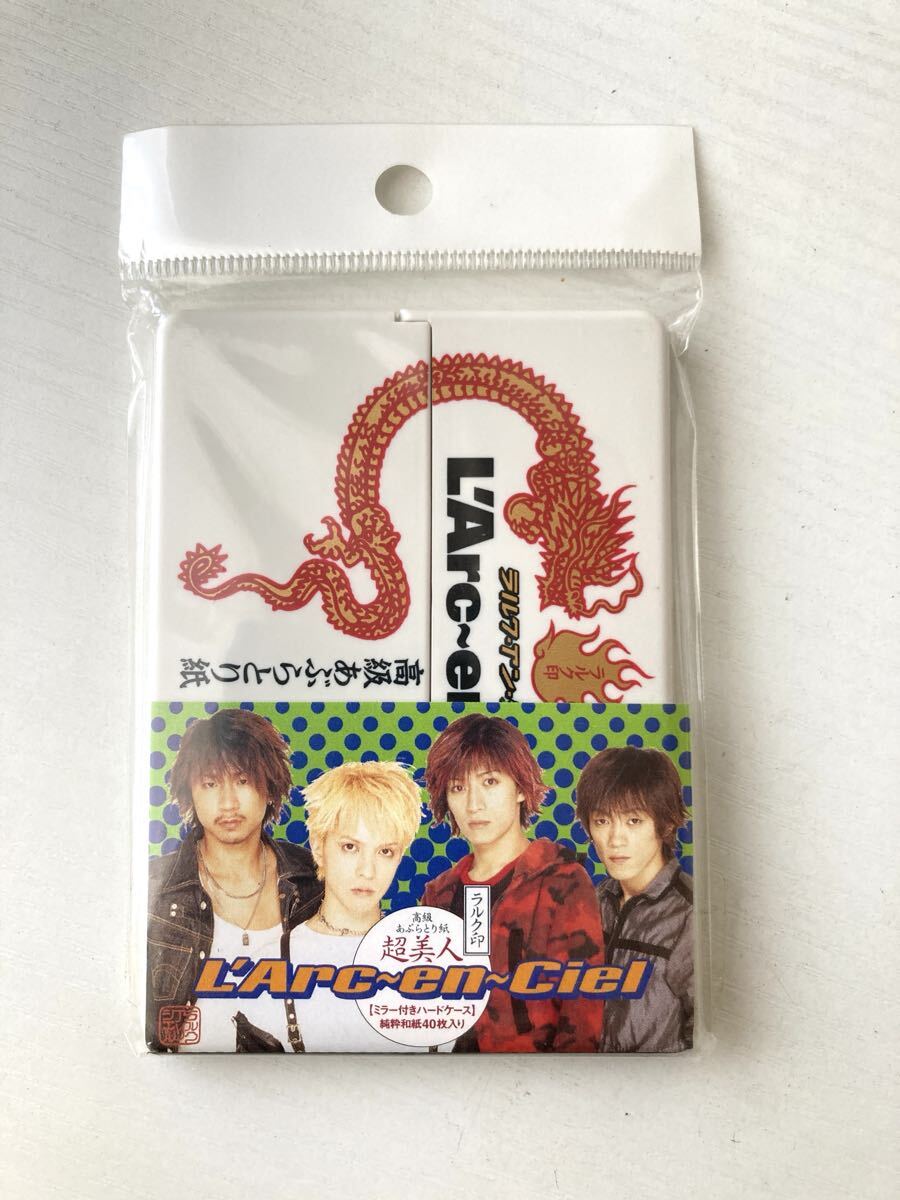 L'Arc~en
ラルク・アン・
ラルク印
高級あぶらとり紙
ラルク印
高級
あぶらとり紙
超美人
L'Arc~en~Ciel
【ミラー付きハードケース】
純粋和紙40枚入り